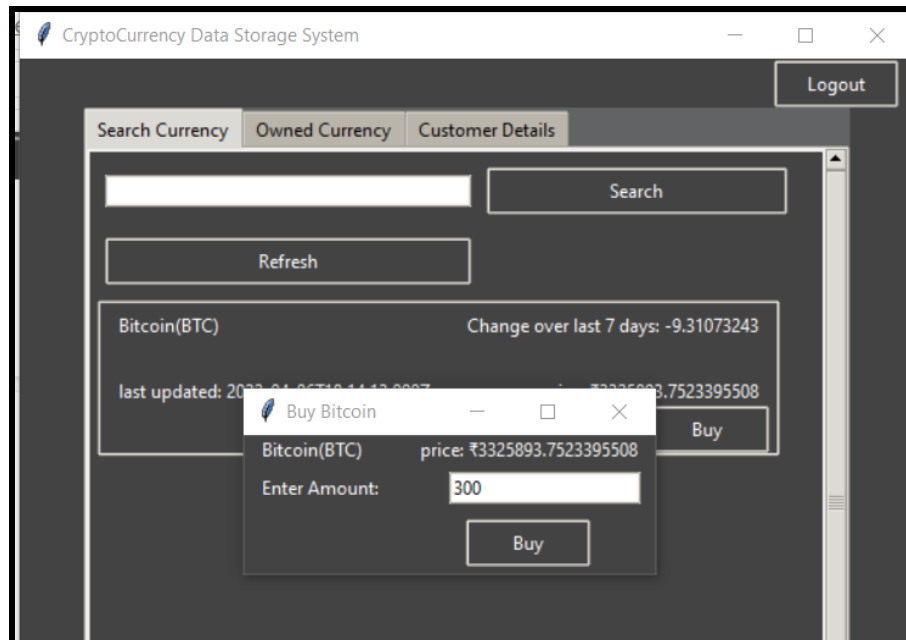 CryptoCurrency Data Storage System
Logout
Search Currency Owned Currency Customer Details
Search
Refresh
Bitcoin(BTC) Change over last 7 days: -9.31073243
last updated:
Buy
Buy Bitcoin
Bitcoin(BTC) price: ₹3325893.7523395508
Enter Amount: 300
Buy